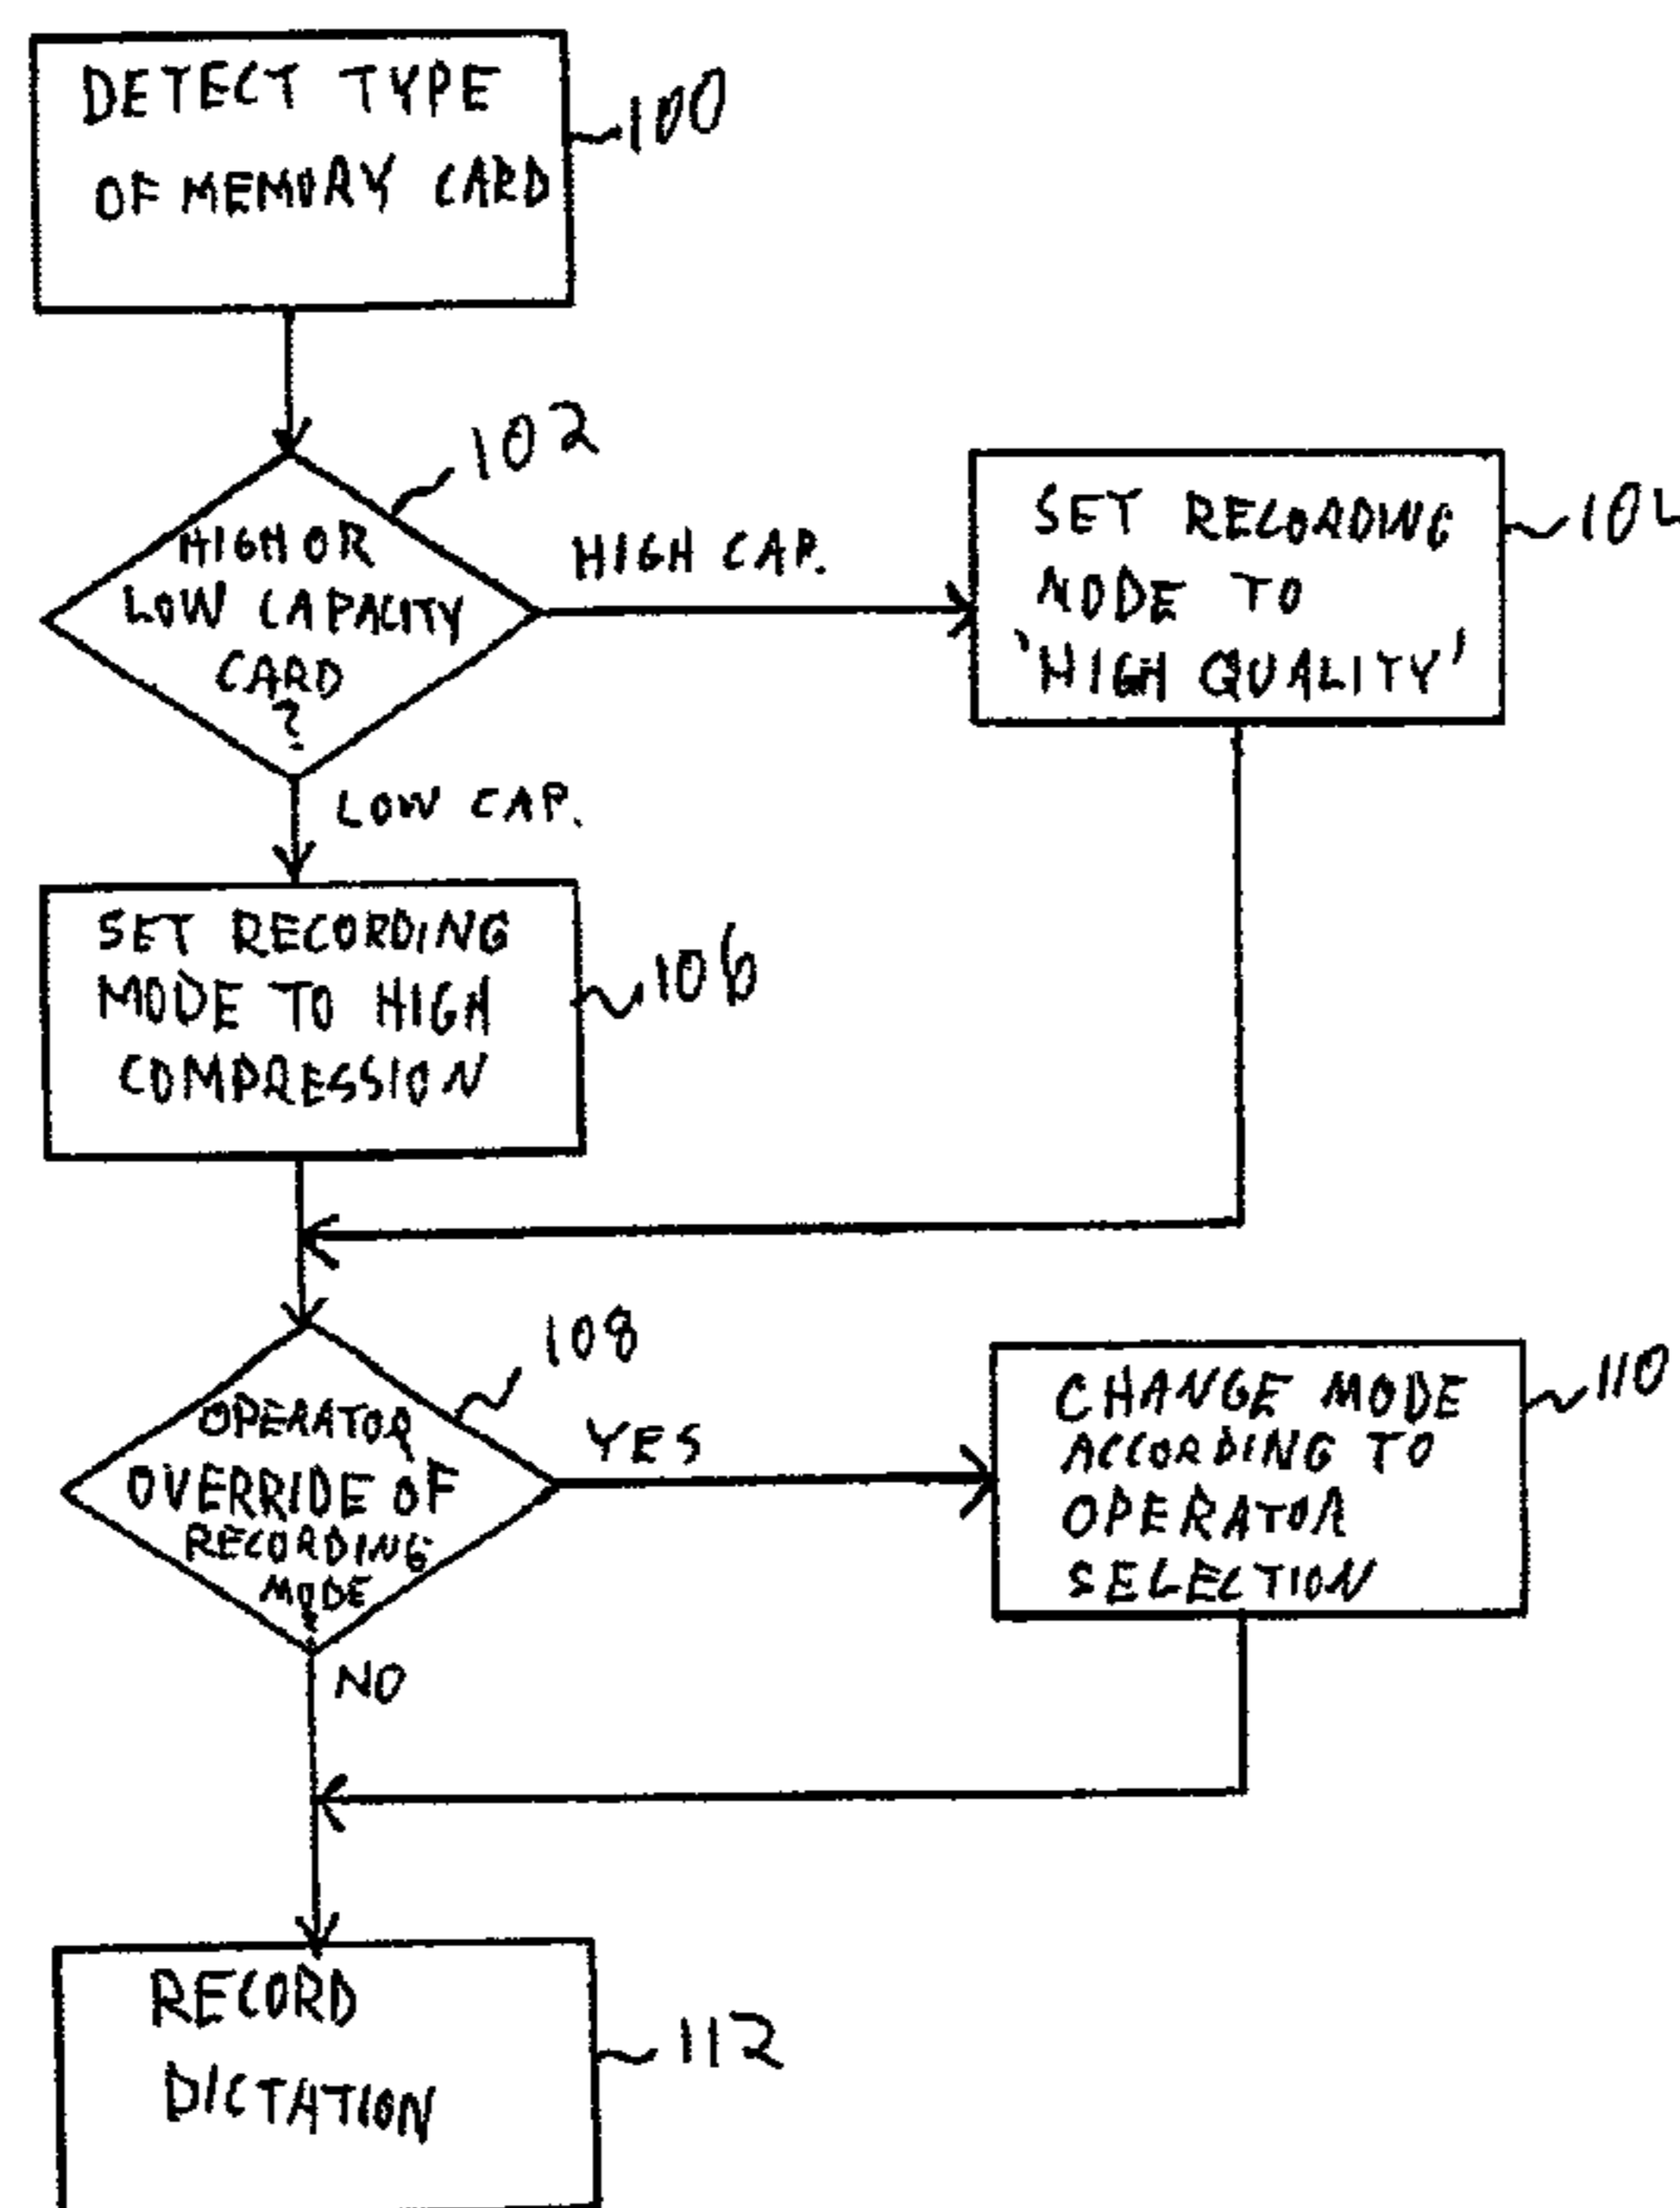 DETECT TYPE
OF MEMORY CARD
100
102
HIGH OR
LOW CAPACITY
CARD
?
HIGH CAP.
SET RECORDING
MODE TO
'HIGH QUALITY'
LOW CAP.
SET RECORDING
MODE TO HIGH
COMPRESSION
106
108
OPERATOR
OVERRIDE OF
RECORDING
MODE
?
YES
CHANGE MODE
ACCORDING TO
OPERATOR
SELECTION
110
NO
RECORD
DICTATION
112